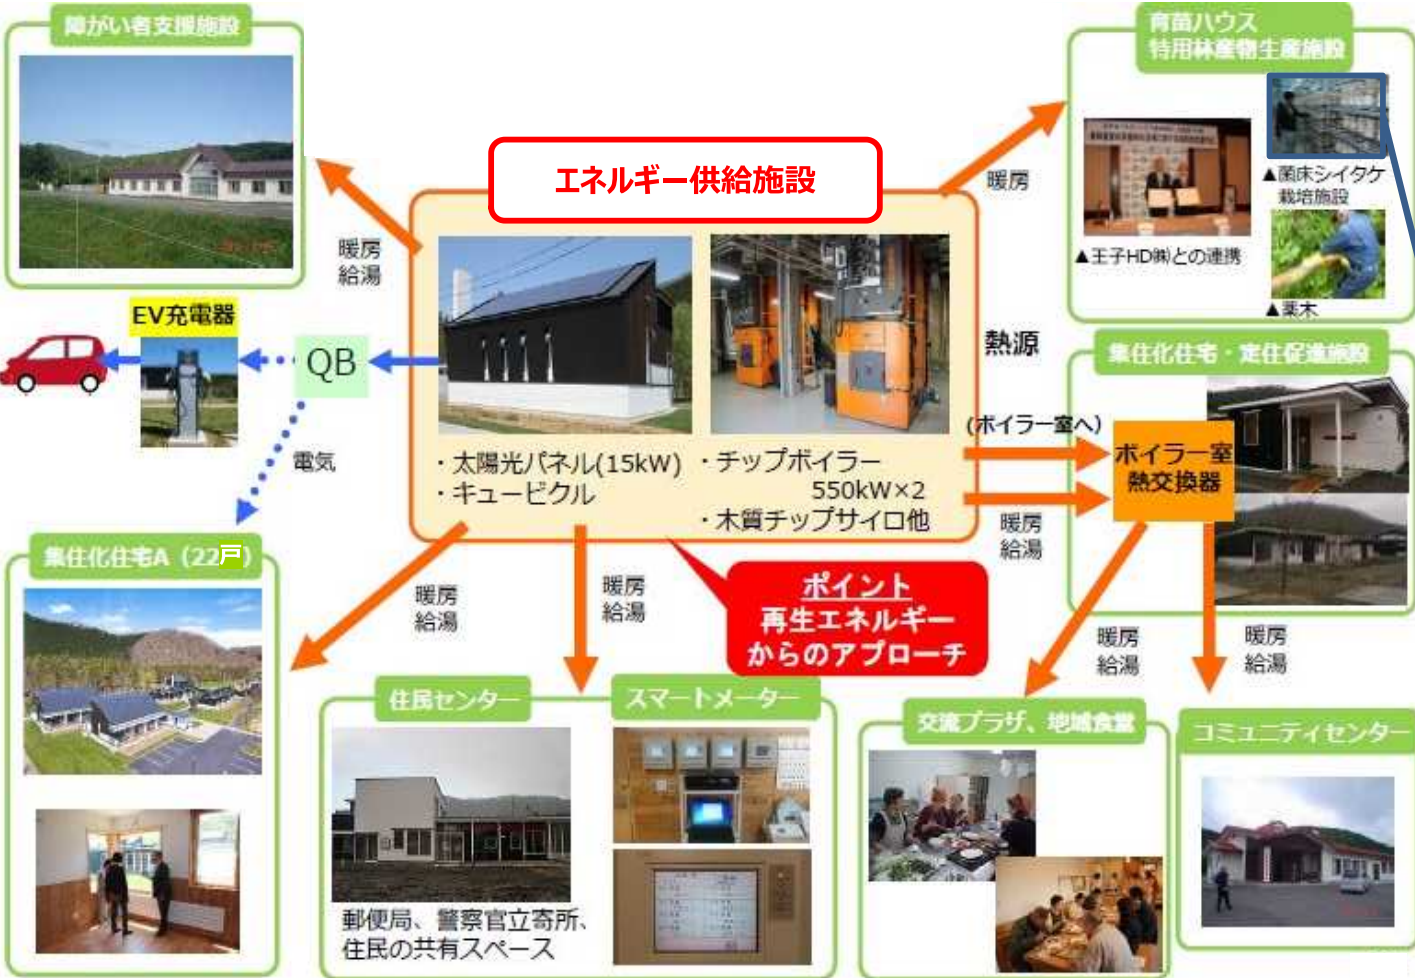 障がい者支援施設
育苗ハウス
特用林産物生産施設
エネルギー供給施設
暖房
▲菌床シイタケ
栽培施設
▲王子HD㈱との連携
▲薬木
暖房
給湯
EV充電器
QB
電気
熱源
・太陽光パネル(15kW)
・キュービクル
・チップボイラー
550kW×2
・木質チップサイロ他
集住化住宅・定住促進施設
(ボイラー室へ)
ボイラー室
熱交換器
暖房
給湯
集住化住宅A（22戸）
暖房
給湯
暖房
給湯
ポイント
再生エネルギー
からのアプローチ
暖房
給湯
暖房
給湯
住民センター
スマートメーター
交流プラザ、地域食堂
コミュニティセンター
郵便局、警察官立寄所、
住民の共有スペース